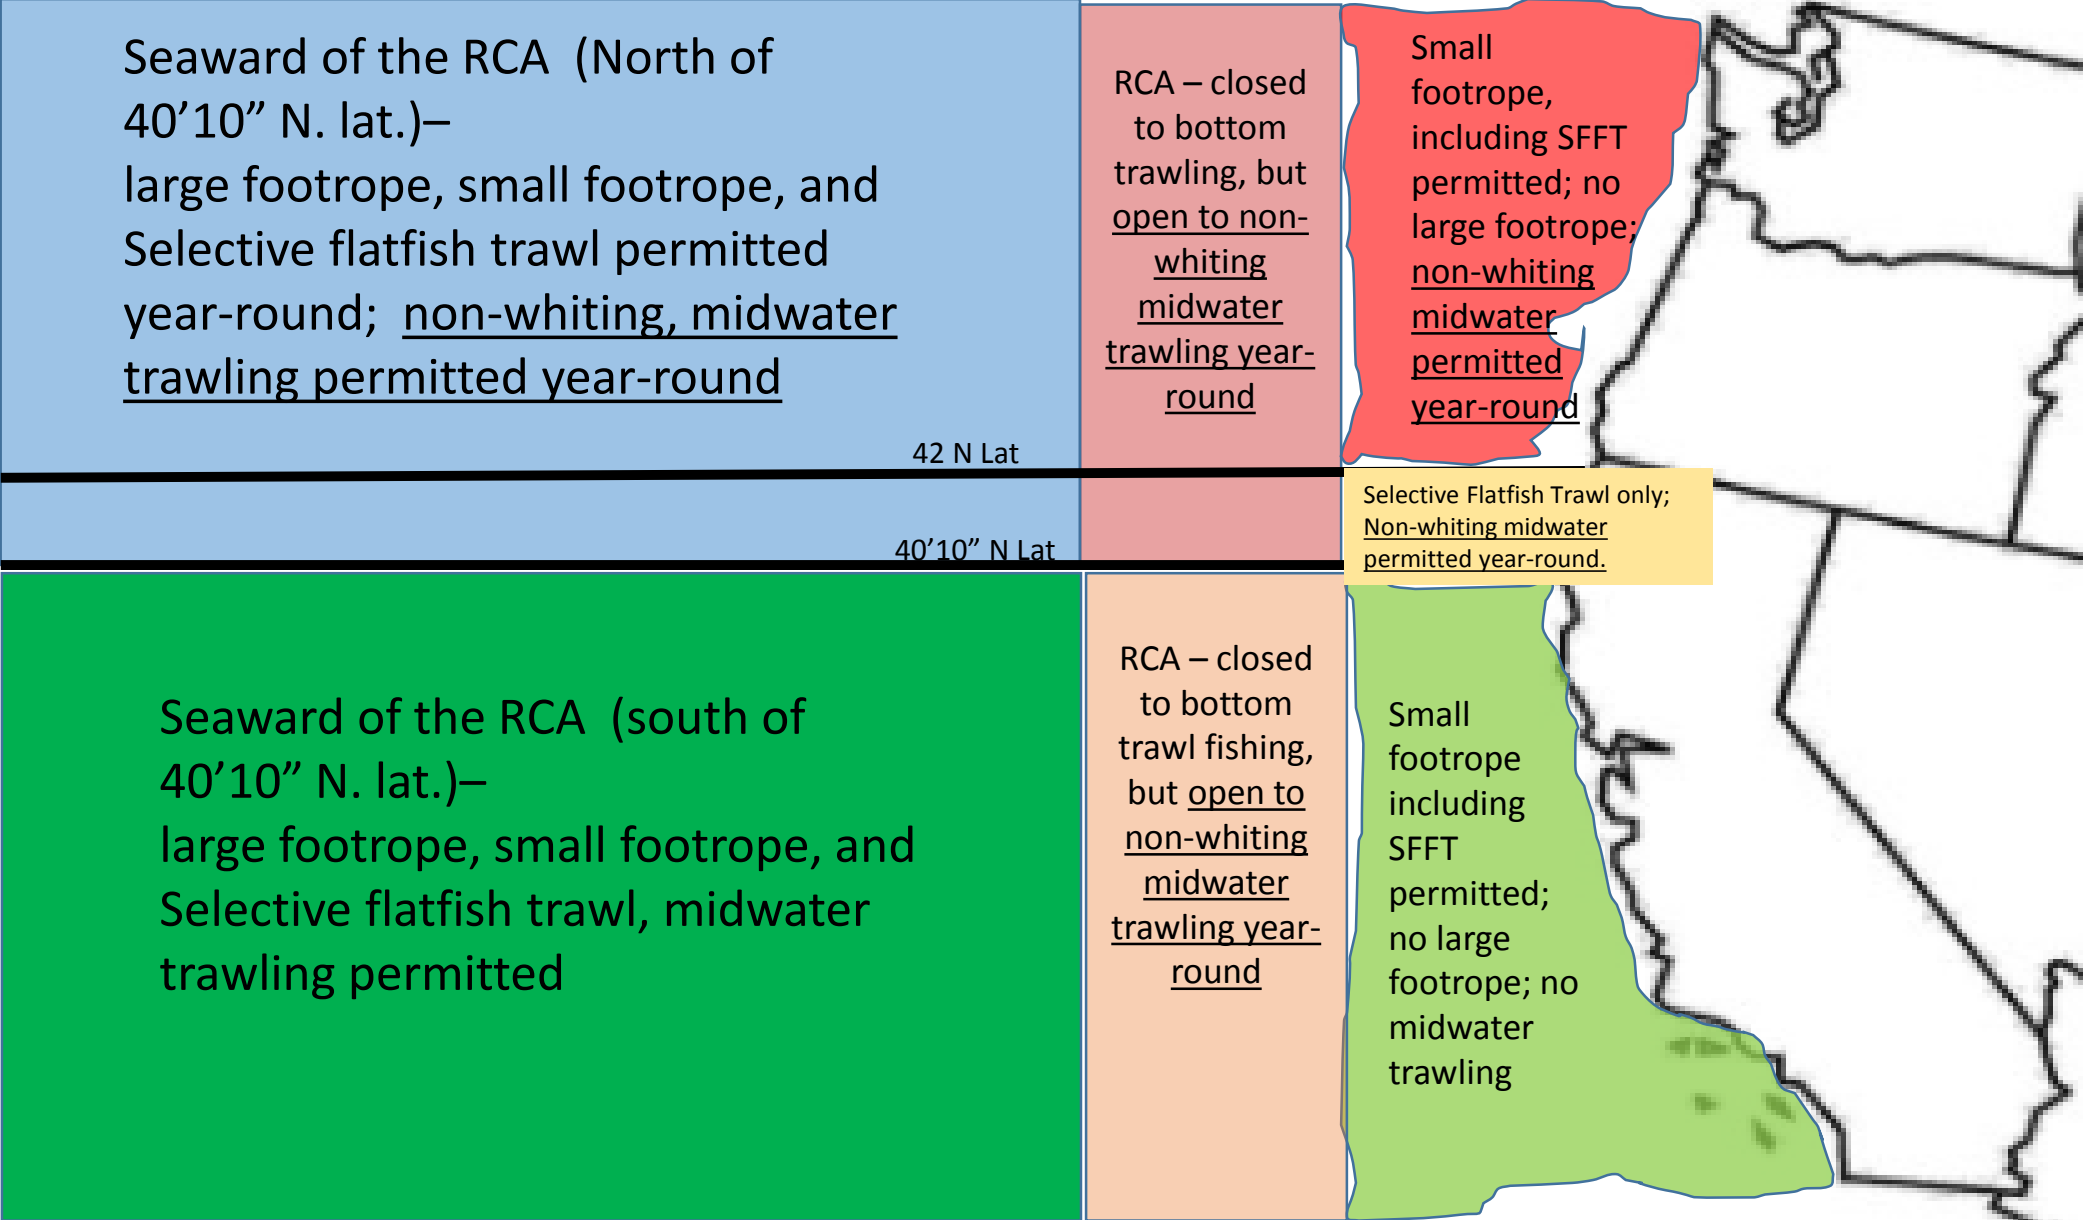 Seaward of the RCA (North of
40’10” N. lat.)–
large footrope, small footrope, and
Selective flatfish trawl permitted
year-round; non-whiting, midwater
trawling permitted year-round
RCA – closed
to bottom
trawling, but
open to non-
whiting
midwater
trawling year-
round
Small
footrope,
including SFFT
permitted; no
large footrope;
non-whiting
midwater
permitted
year-round
42 N Lat
Selective Flatfish Trawl only;
Non-whiting midwater
permitted year-round.
40’10” N Lat
Seaward of the RCA (south of
40’10” N. lat.)–
large footrope, small footrope, and
Selective flatfish trawl, midwater
trawling permitted
RCA – closed
to bottom
trawl fishing,
but open to
non-whiting
midwater
trawling year-
round
Small
footrope
including
SFFT
permitted;
no large
footrope; no
midwater
trawling